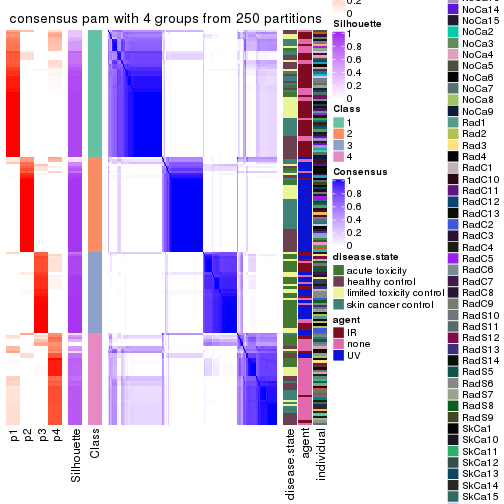 consensus pam with 4 groups from 250 partitions
p1
p2
p3
p4
Silhouette
Class
disease.state
agent
individual
0.2
0
Silhouette
1
0.8
0.6
0.4
0.2
0
Class
1
2
3
4
Consensus
1
0.8
0.6
0.4
0.2
0
disease.state
acute toxicity
healthy control
limited toxicity control
skin cancer control
agent
IR
none
UV
NoCa14
NoCa15
NoCa2
NoCa3
NoCa4
NoCa5
NoCa6
NoCa7
NoCa8
NoCa9
Rad1
Rad2
Rad3
Rad4
RadC1
RadC10
RadC11
RadC12
RadC13
RadC2
RadC3
RadC4
RadC5
RadC6
RadC7
RadC8
RadC9
RadS10
RadS11
RadS12
RadS13
RadS14
RadS5
RadS6
RadS7
RadS8
RadS9
SkCa1
SkCa10
SkCa11
SkCa12
SkCa13
SkCa14
SkCa15